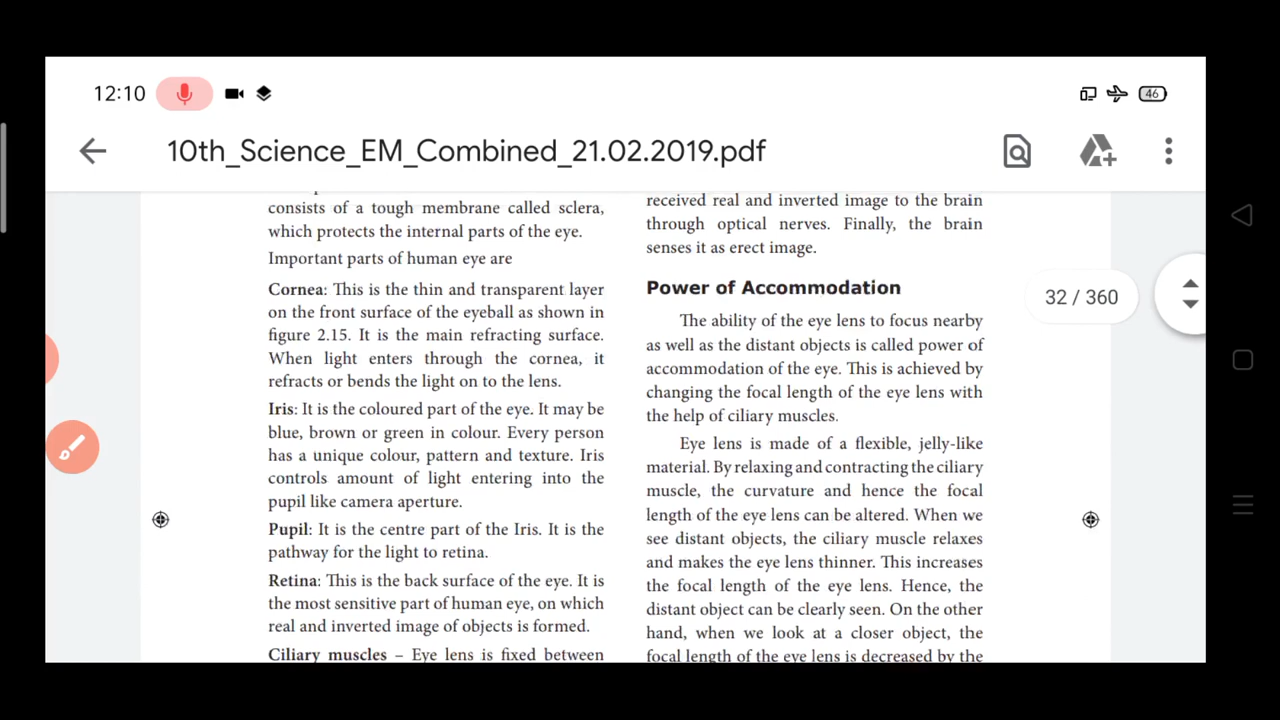 12:10
46
10th_Science_EM_Combined_21.02.2019.pdf
consists of a tough membrane called sclera,
which protects the internal parts of the eye.
Important parts of human eye are
Cornea: This is the thin and transparent layer
on the front surface of the eyeball as shown in
figure 2.15. It is the main refracting surface.
When light enters through the cornea, it
refracts or bends the light on to the lens.
Iris: It is the coloured part of the eye. It may be
blue, brown or green in colour. Every person
has a unique colour, pattern and texture. Iris
controls amount of light entering into the
pupil like camera aperture.
Pupil: It is the centre part of the Iris. It is the
pathway for the light to retina.
Retina: This is the back surface of the eye. It is
the most sensitive part of human eye, on which
real and inverted image of objects is formed.
Ciliary muscles – Eye lens is fixed between
received real and inverted image to the brain
through optical nerves. Finally, the brain
senses it as erect image.
Power of Accommodation
The ability of the eye lens to focus nearby
as well as the distant objects is called power of
accommodation of the eye. This is achieved by
changing the focal length of the eye lens with
the help of ciliary muscles.
Eye lens is made of a flexible, jelly-like
material. By relaxing and contracting the ciliary
muscle, the curvature and hence the focal
length of the eye lens can be altered. When we
see distant objects, the ciliary muscle relaxes
and makes the eye lens thinner. This increases
the focal length of the eye lens. Hence, the
distant object can be clearly seen. On the other
hand, when we look at a closer object, the
focal length of the eye lens is decreased by the
32 / 360